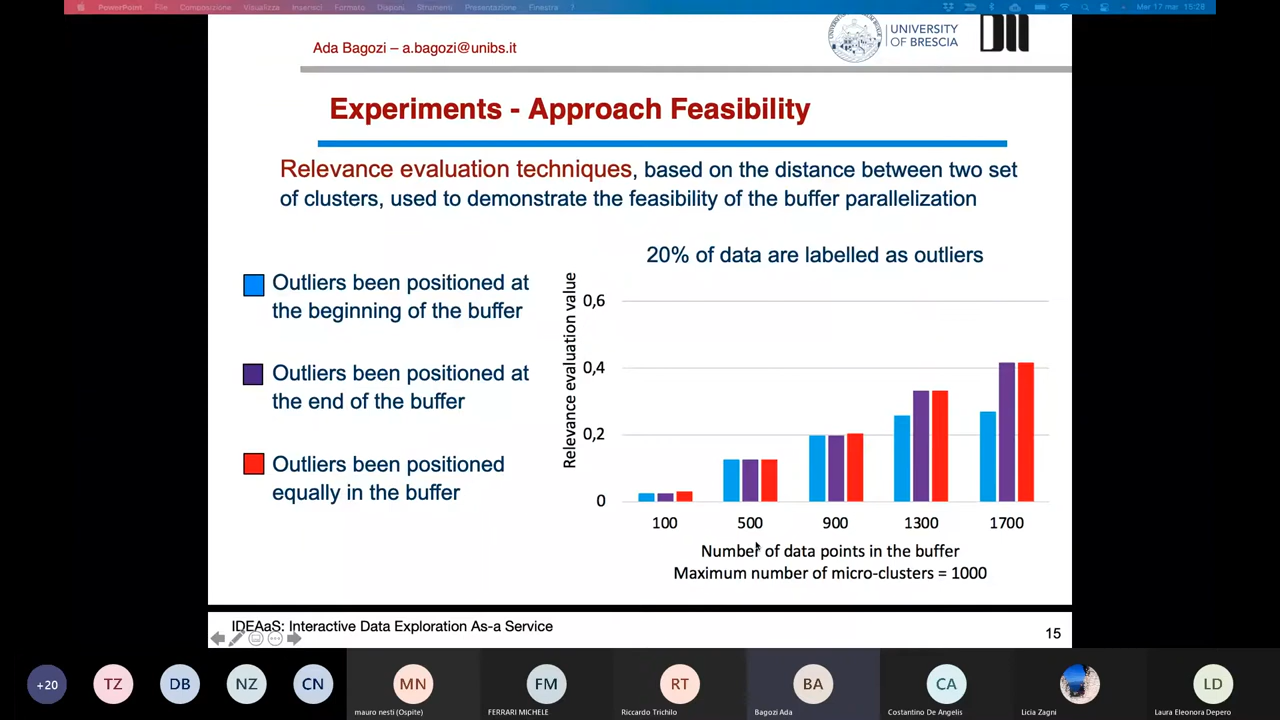 PowerPoint File Composizione Visualizza Inserisci Formato Disponi Strumenti Presentazione Finestra ?
Mer 17 mar 15:28
Ada Bagozi – a.bagozi@unibs.it
UNIVERSITY
OF BRESCIA
Experiments - Approach Feasibility
Relevance evaluation techniques, based on the distance between two set
of clusters, used to demonstrate the feasibility of the buffer parallelization
20% of data are labelled as outliers
Outliers been positioned at
the beginning of the buffer
Outliers been positioned at
the end of the buffer
Outliers been positioned
equally in the buffer
Relevance evaluation value
0,6
0,4
0,2
0
100 500 900 1300 1700
Number of data points in the buffer
Maximum number of micro-clusters = 1000
IDEAaS: Interactive Data Exploration As-a Service
15
+20 TZ DB NZ CN MN FM RT BA CA LD
mauro nesti (Ospite) FERRARI MICHELE Riccardo Trichilo Bagozi Ada Costantino De Angelis Licia Zagni Laura Eleonora Depero